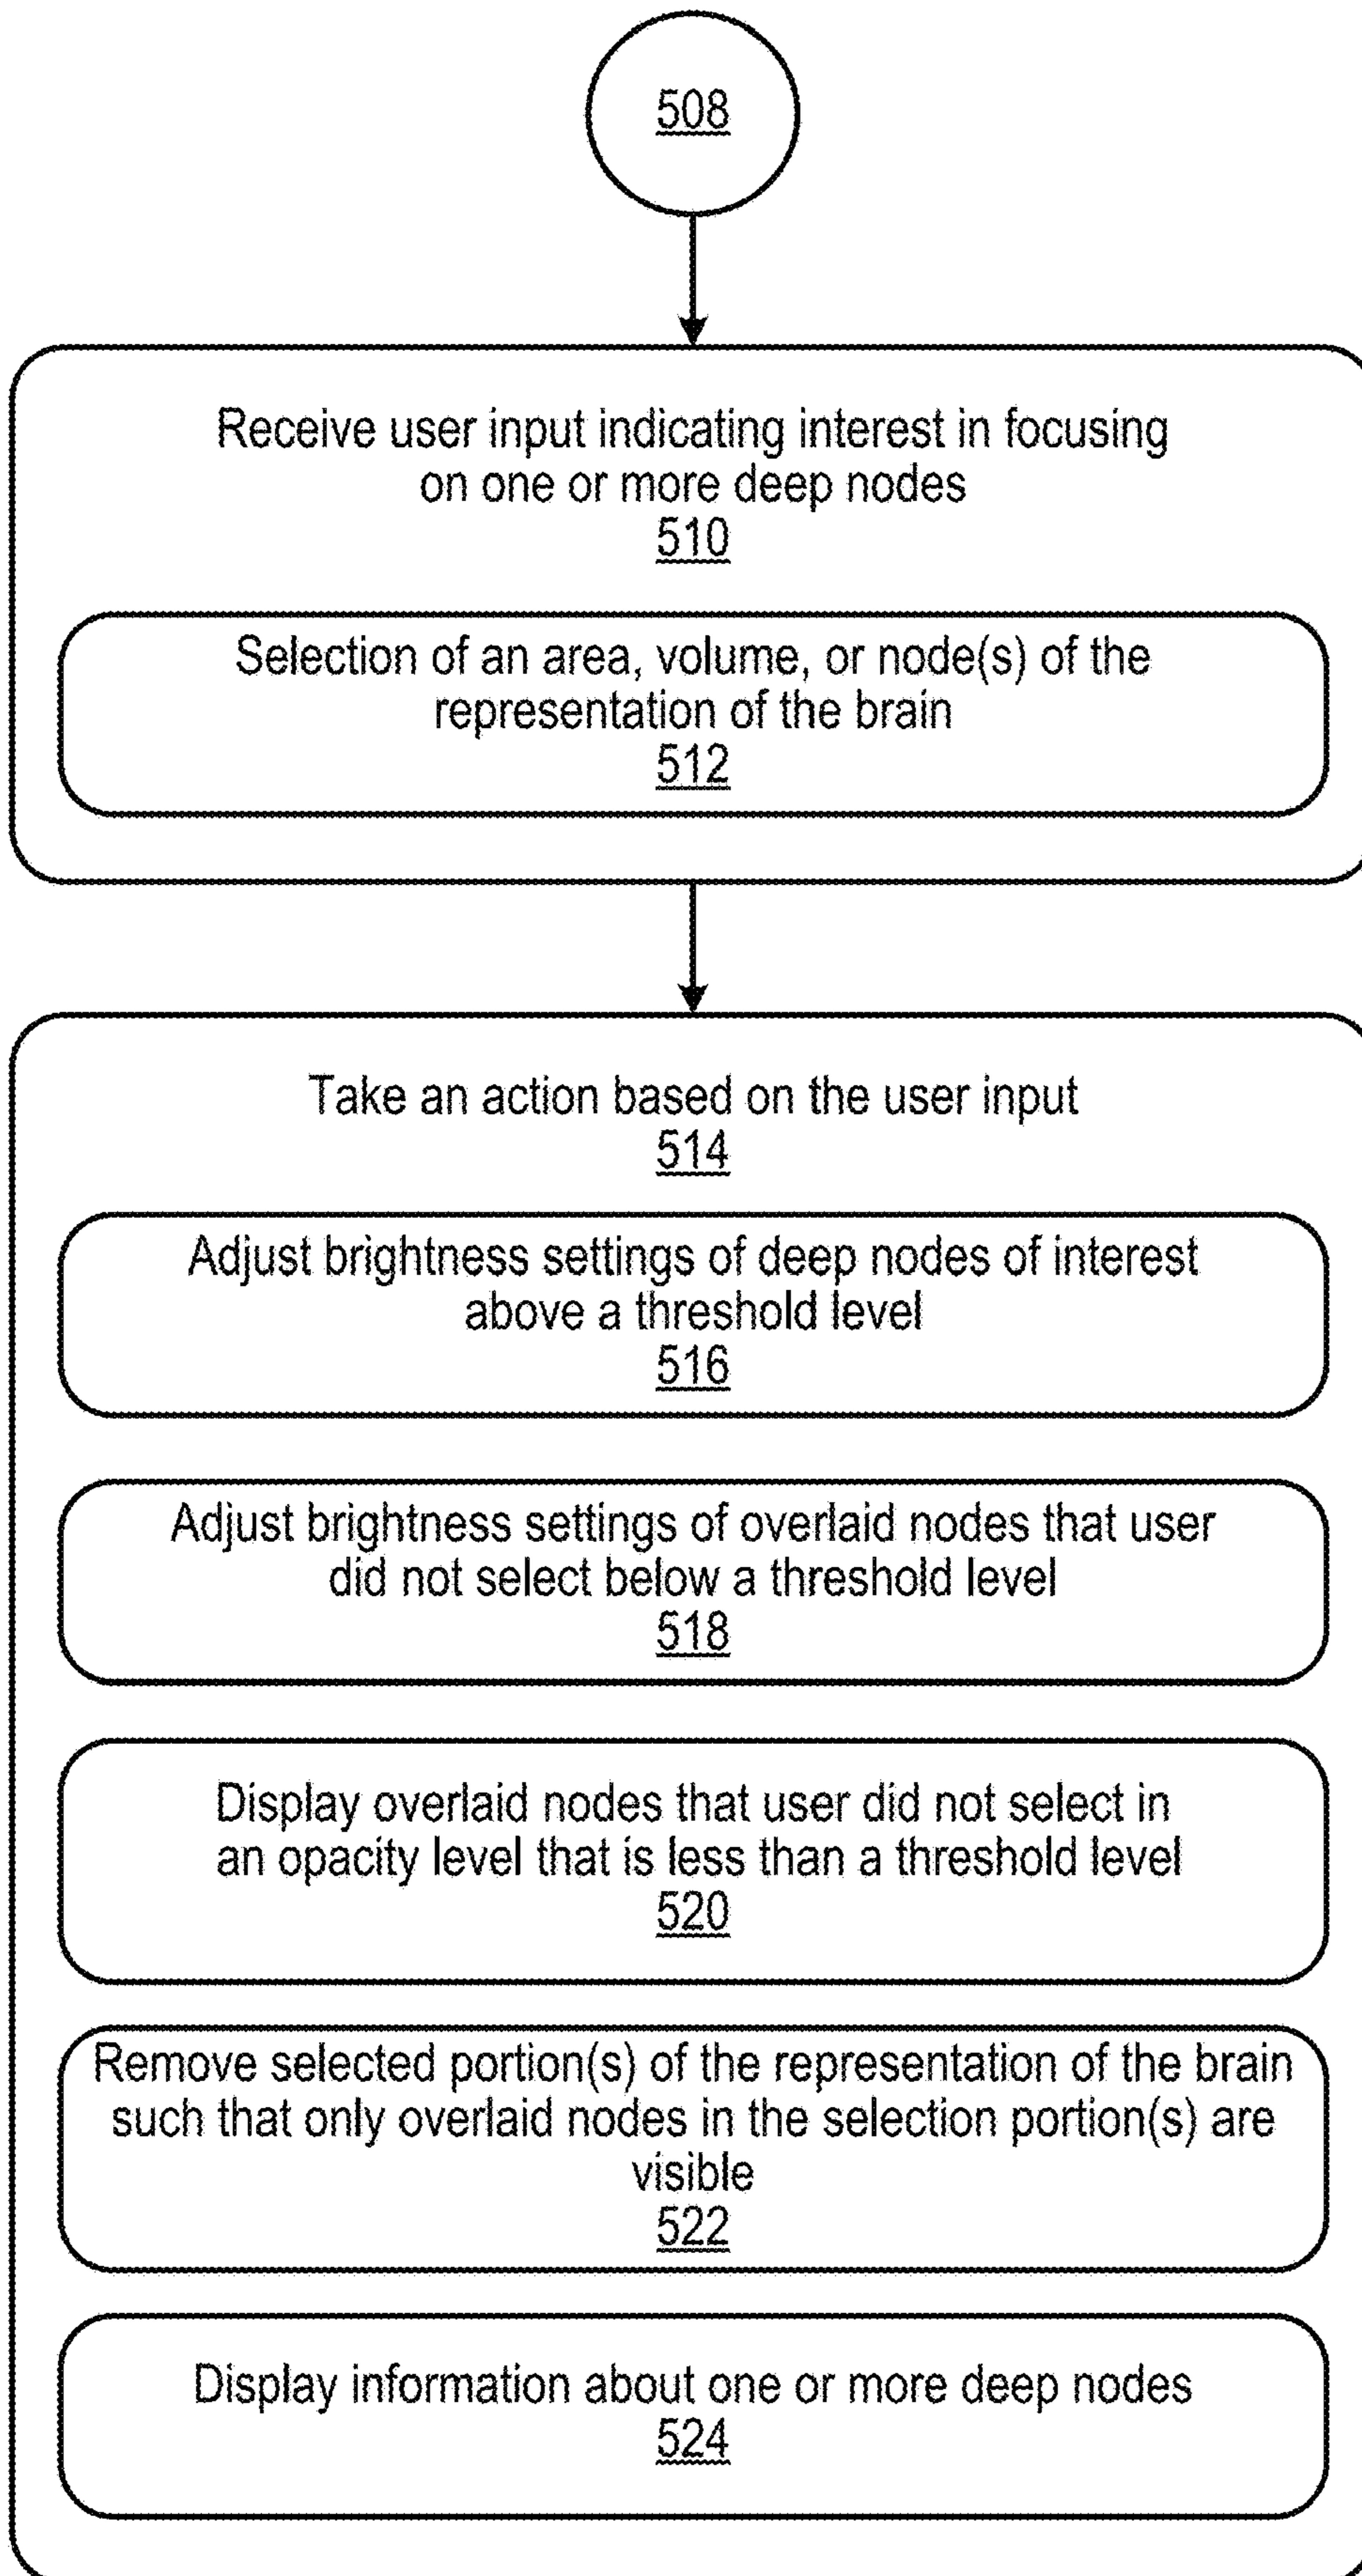 508
Receive user input indicating interest in focusing
on one or more deep nodes
510
Selection of an area, volume, or node(s) of the
representation of the brain
512
Take an action based on the user input
514
Adjust brightness settings of deep nodes of interest
above a threshold level
516
Adjust brightness settings of overlaid nodes that user
did not select below a threshold level
518
Display overlaid nodes that user did not select in
an opacity level that is less than a threshold level
520
Remove selected portion(s) of the representation of the brain
such that only overlaid nodes in the selection portion(s) are
visible
522
Display information about one or more deep nodes
524